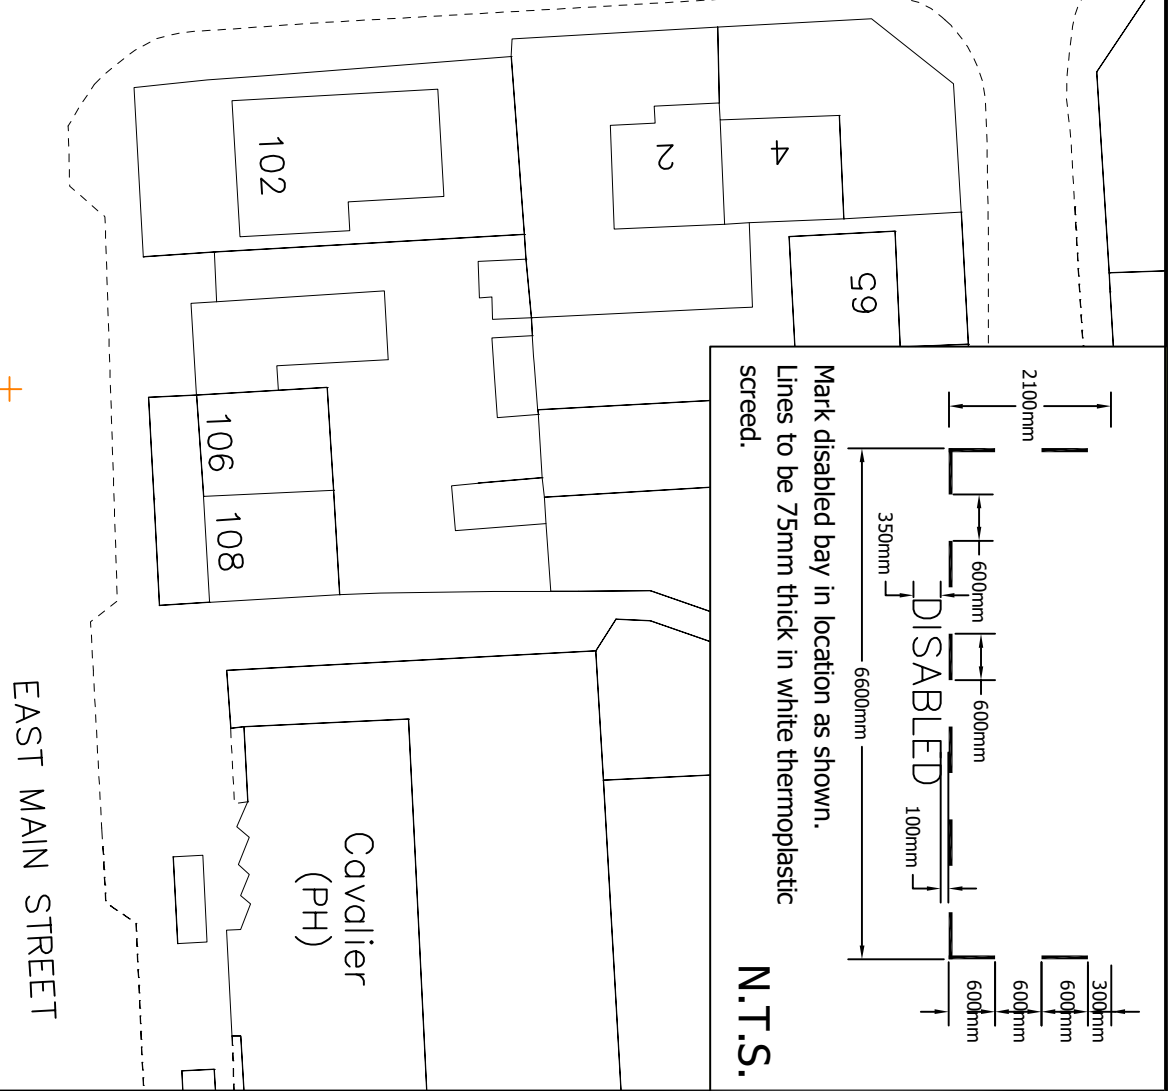 2100mm
600mm
600mm
350mm
DISABLED
100mm
6600mm
300mm
600mm
600mm
600mm
Mark disabled bay in location as shown.
Lines to be 75mm thick in white thermoplastic
screed.
N.T.S.
4
2
65
102
106
108
Cavalier
(PH)
EAST MAIN STREET